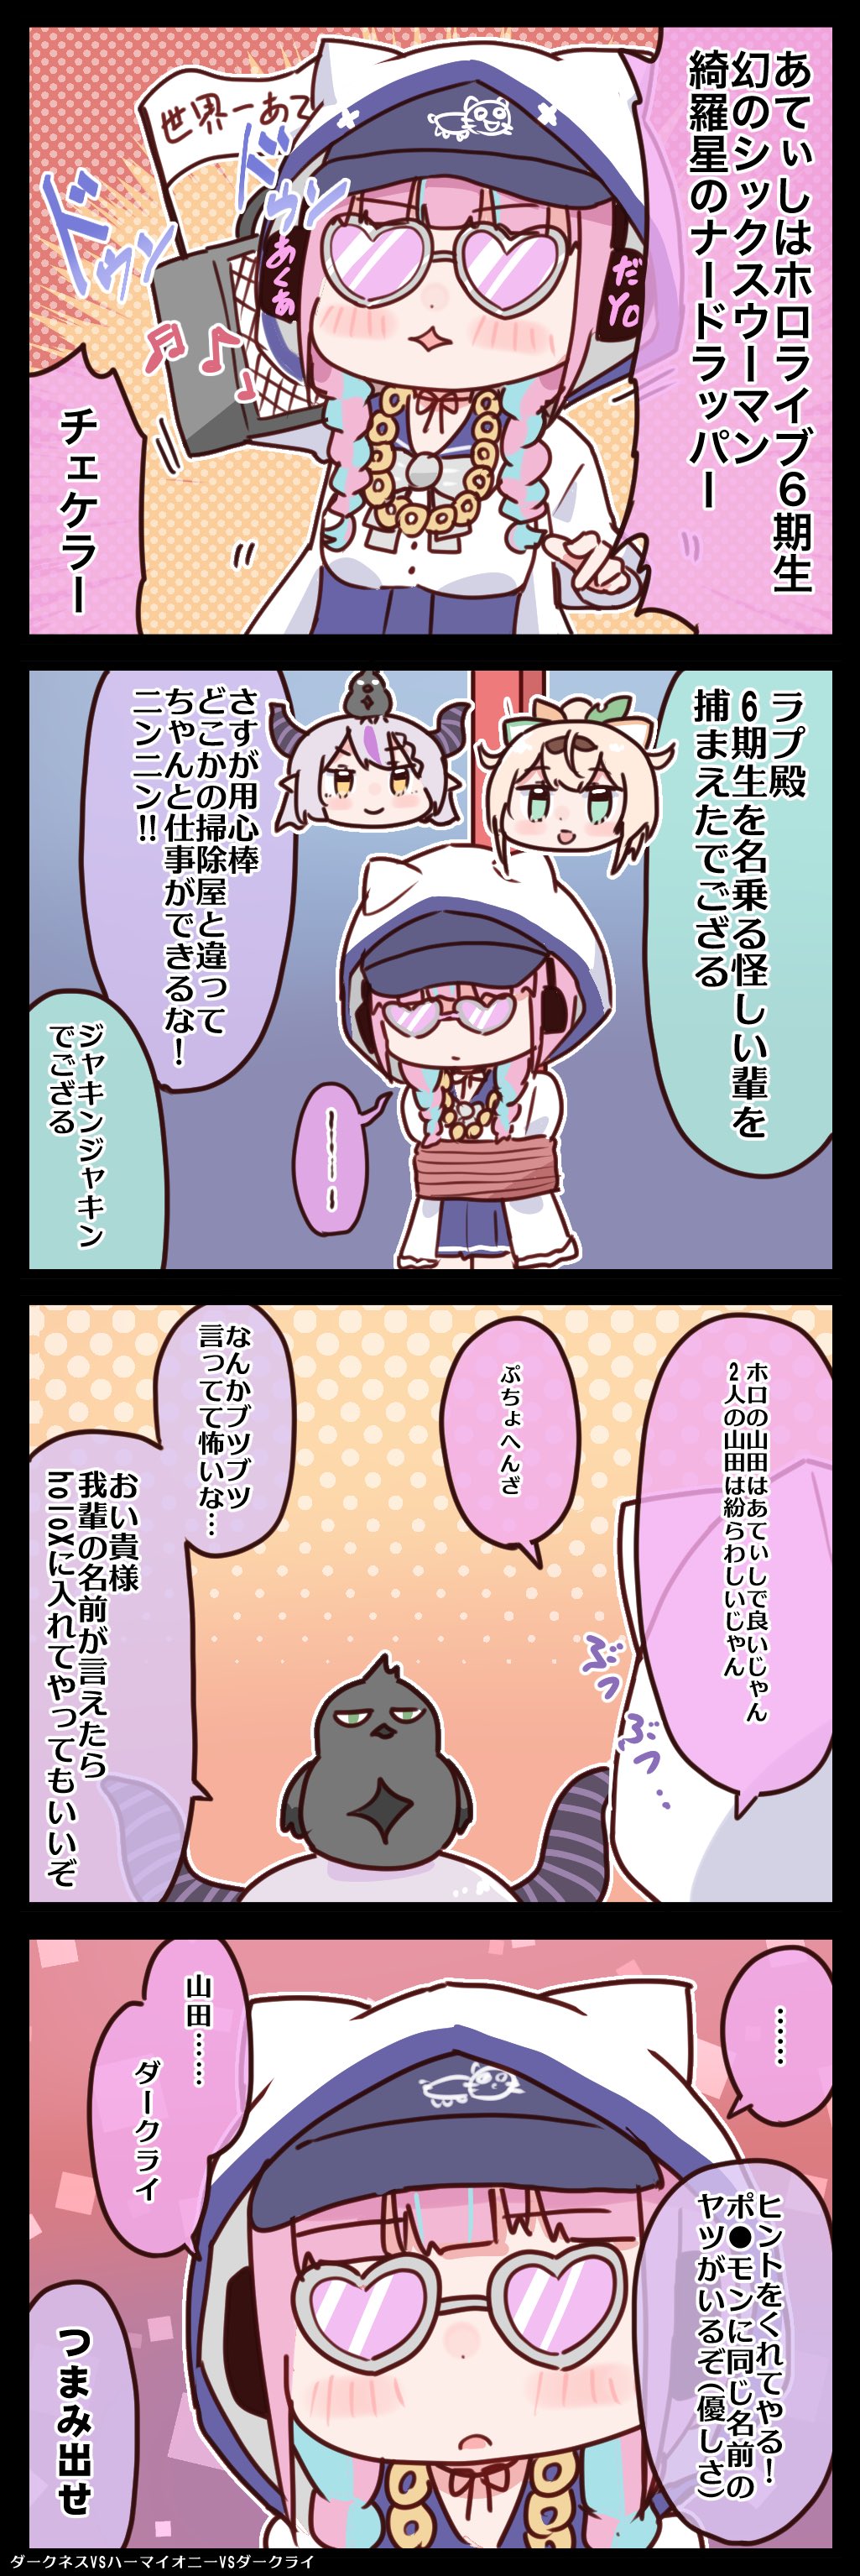 あてぃしはホロライブ6期生
幻のシックスウーマン
綺羅星のナードラッパー
世界一あて
ズ
ウン
ズ
ウン
あくあ
だYO
チェケラー
ラプ殿
6期生を名乗る怪しい輩を
捕まえたでござる
さすが用心棒
どこかの掃除屋と違って
ちゃんと仕事ができるな!
ニンニン!!
ジャキンジャキン
でござる
………
ホロの山田はあてぃしで良いじゃん
2人の山田は紛らわしいじゃん
ぶつ
ぶつ…
ぷちょへんざ
なんかブツブツ
言ってて怖いな…
おい貴様
我輩の名前が言えたら
holoXに入れてやってもいいぞ
……
ヒントをくれてやる!
ポ●モンに同じ名前の
ヤツがいるぞ(優しさ)
山田……
ダークライ
つまみ出せ
ダークネスVSハーマイオニーVSダークライ